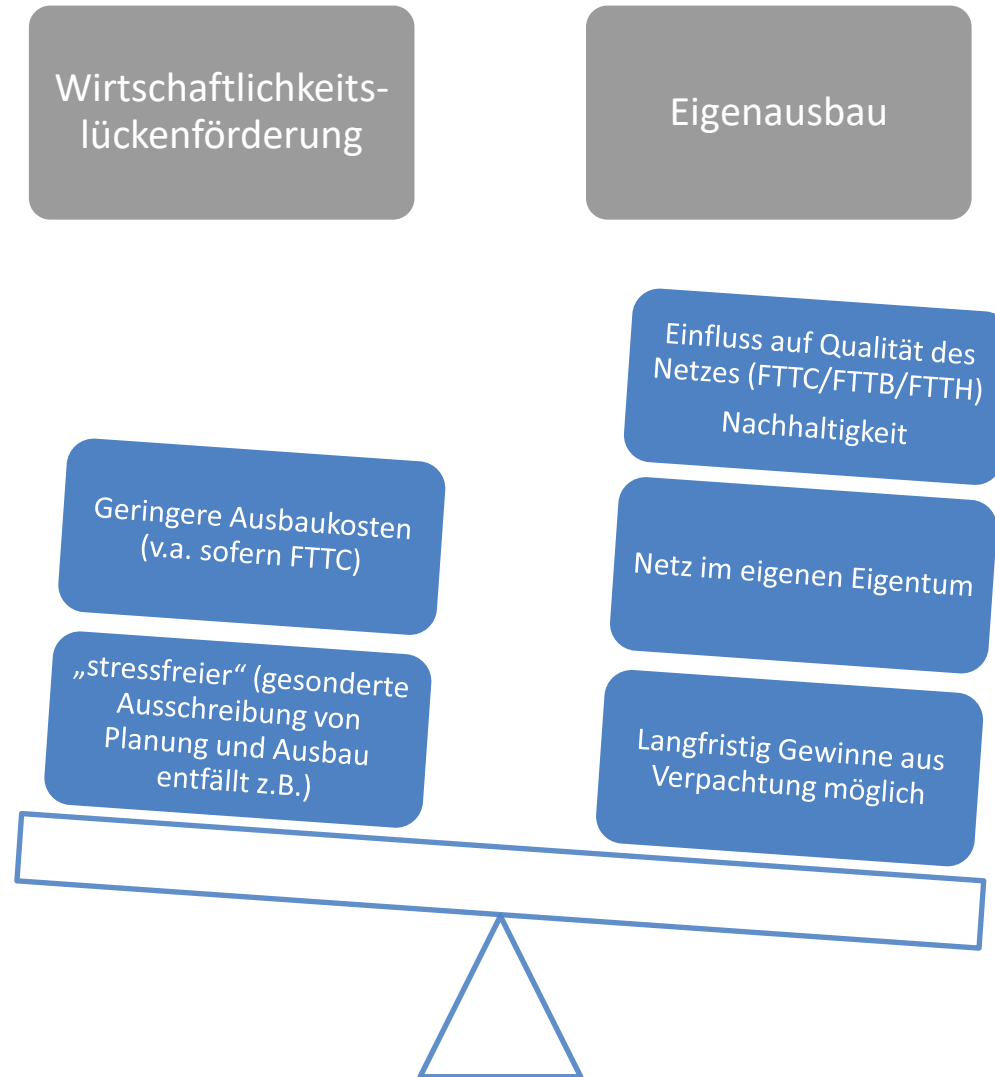 Wirtschaftlichkeits-
lückenförderung
Eigenausbau
Geringere Ausbaukosten
(v.a. sofern FTTC)
„stressfreier“ (gesonderte
Ausschreibung von
Planung und Ausbau
entfällt z.B.)
Einfluss auf Qualität des
Netzes (FTTC/FTTB/FTTH)
Nachhaltigkeit
Netz im eigenen Eigentum
Langfristig Gewinne aus
Verpachtung möglich